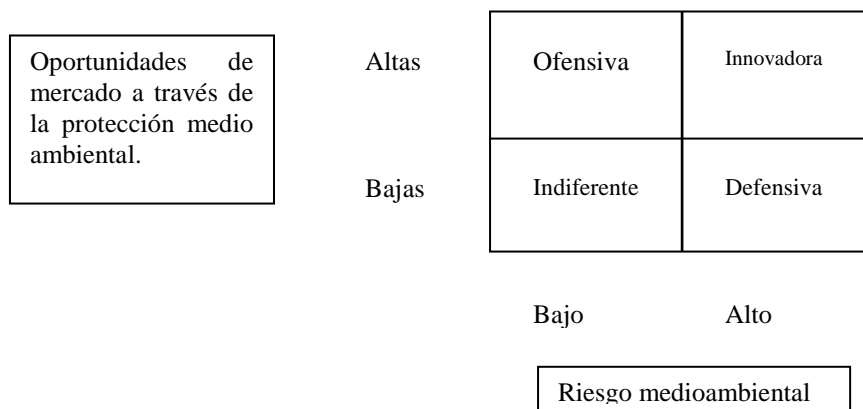 Oportunidades de
mercado a través de
la protección medio
ambiental.
Altas
Ofensiva
Innovadora
Bajas
Indiferente
Defensiva
Bajo
Alto
Riesgo medioambiental